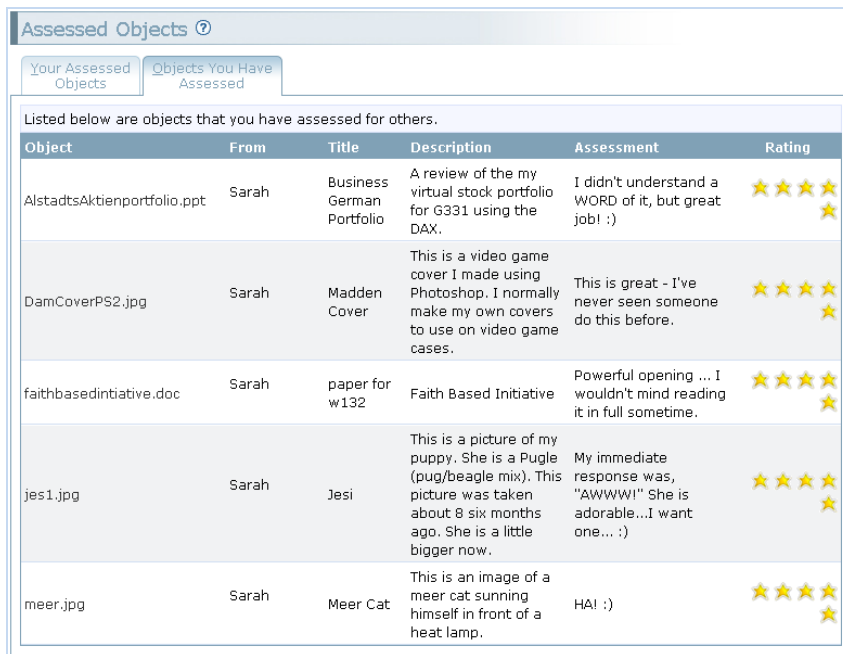 Assessed Objects ?
Your Assessed Objects
Objects You Have Assessed
Listed below are objects that you have assessed for others.
Object From Title Description Assessment Rating
AlstadtsAktienportfolio.ppt
Sarah
Business
German
Portfolio
A review of the my
virtual stock portfolio
for G331 using the
DAX.
I didn't understand a
WORD of it, but great
job! :)
DamCoverPS2.jpg
Sarah
Madden
Cover
This is a video game
cover I made using
Photoshop. I normally
make my own covers
to use on video game
cases.
This is great - I've
never seen someone
do this before.
faithbasedintiative.doc
Sarah
paper for
w132
Faith Based Initiative
Powerful opening ... I
wouldn't mind reading
it in full sometime.
jes1.jpg
Sarah
Jesi
This is a picture of my
puppy. She is a Pugle
(pug/beagle mix). This
picture was taken
about 8 six months
ago. She is a little
bigger now.
My immediate
response was,
"AWWW!" She is
adorable...I want
one... :)
meer.jpg
Sarah
Meer Cat
This is an image of a
meer cat sunning
himself in front of a
heat lamp.
HA! :)